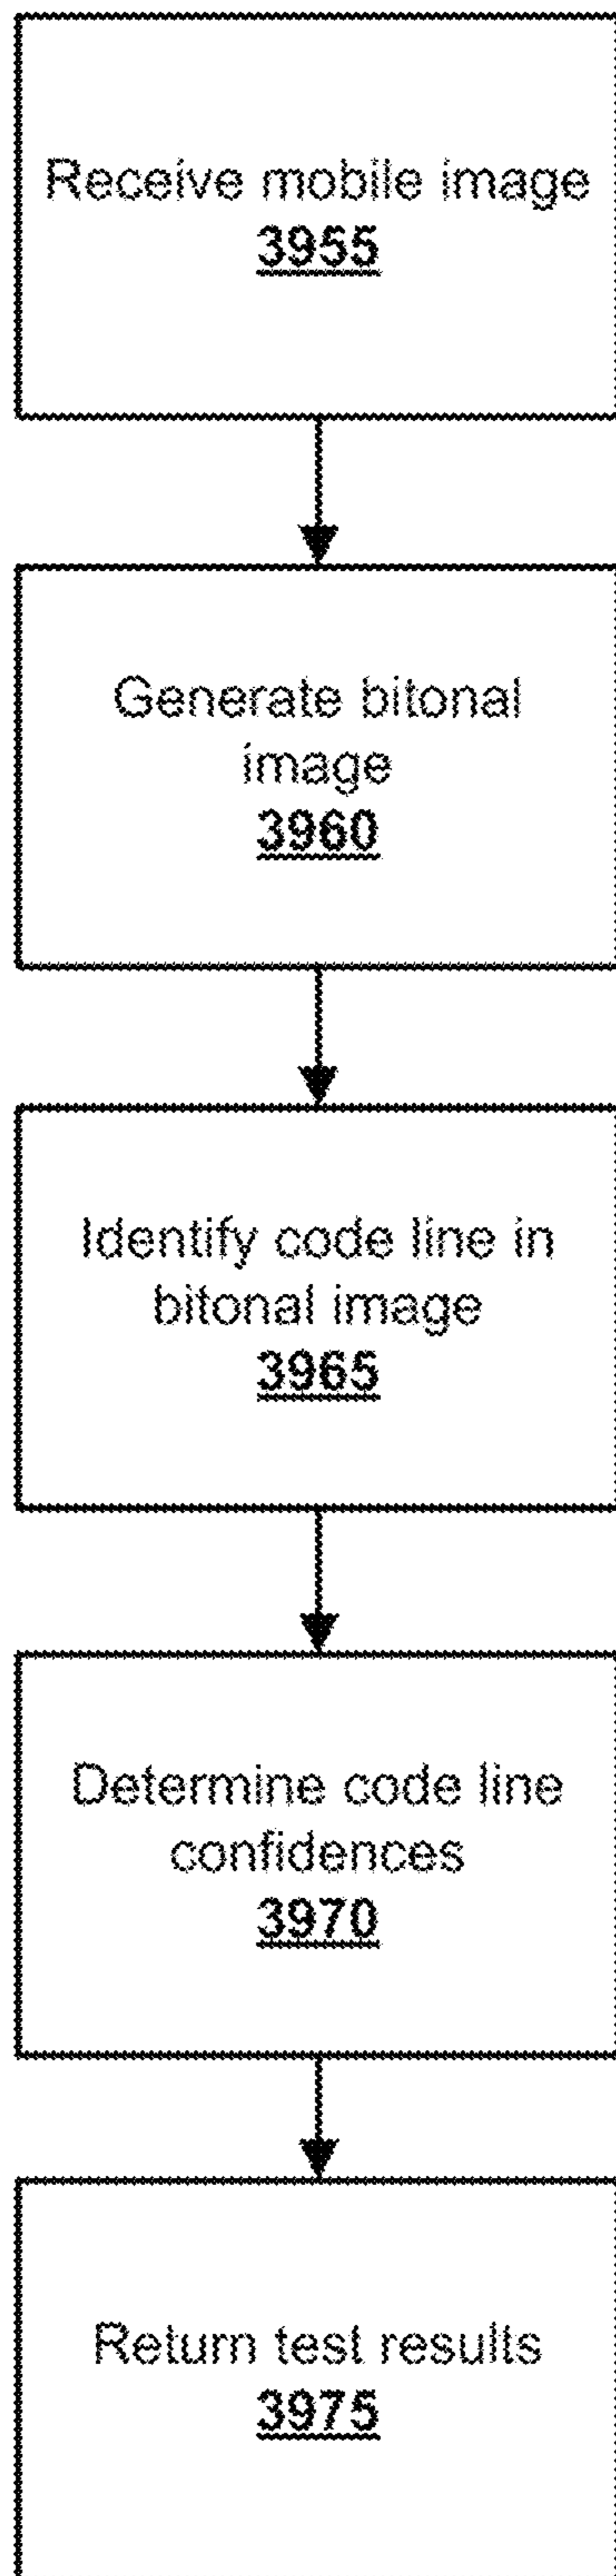 Receive mobile image
3955
Generate bitonal
image
3960
Identify code line in
bitonal image
3965
Determine code line
confidences
3970
Return test results
3975